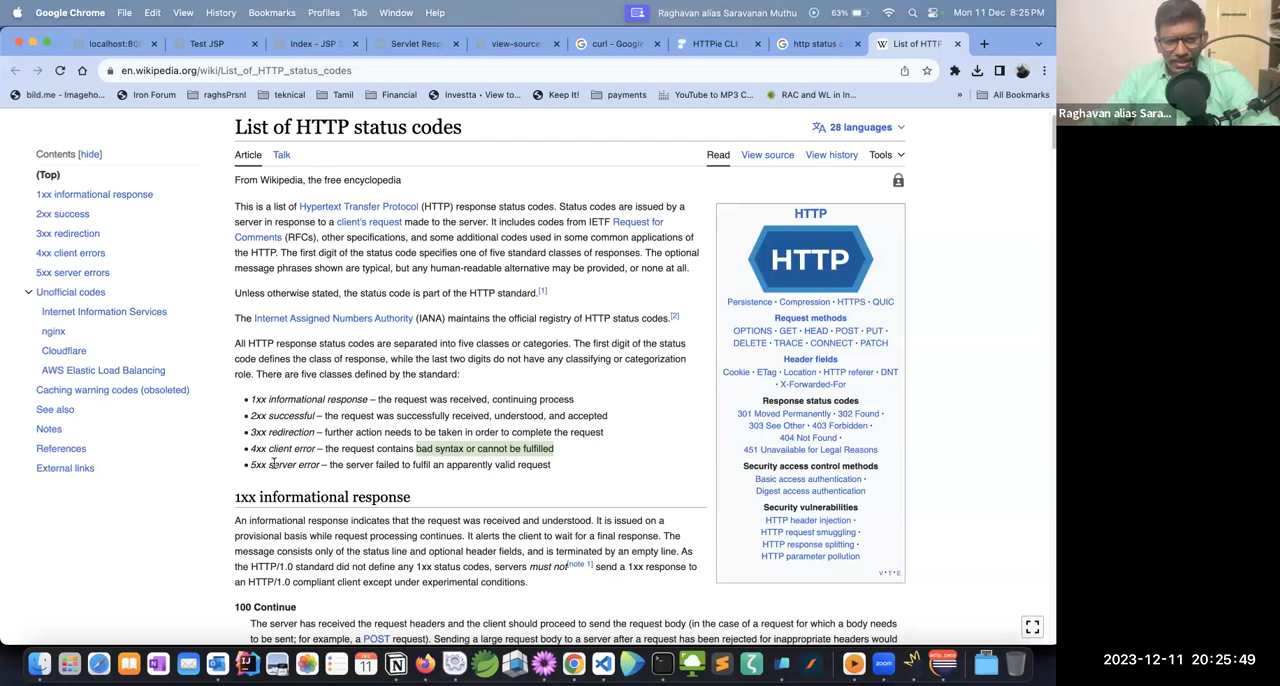 Google Chrome File Edit View History Bookmarks Profiles Tab Window Help Raghavan alias Saravanan Muthu 63% Mon 11 Dec 8:25 PM
localhost:808 Test JSP Index - JSP S Servlet Resp view-source: curl - Google HTTPie CLI: http status c List of HTTP
en.wikipedia.org/wiki/List_of_HTTP_status_codes
bild.me - Imageho... Iron Forum raghsPrsnl teknical Tamil Financial Investta - View to... Keep It! payments YouTube to MP3 C... RAC and WL in In... » All Bookmarks
Raghavan alias Sara...
List of HTTP status codes
28 languages
Contents [hide]
(Top)
1xx informational response
2xx success
3xx redirection
4xx client errors
5xx server errors
Unofficial codes
Internet Information Services
nginx
Cloudflare
AWS Elastic Load Balancing
Caching warning codes (obsoleted)
See also
Notes
References
External links
Article Talk Read View source View history Tools
From Wikipedia, the free encyclopedia
This is a list of Hypertext Transfer Protocol (HTTP) response status codes. Status codes are issued by a
server in response to a client's request made to the server. It includes codes from IETF Request for
Comments (RFCs), other specifications, and some additional codes used in some common applications of
the HTTP. The first digit of the status code specifies one of five standard classes of responses. The optional
message phrases shown are typical, but any human-readable alternative may be provided, or none at all.
Unless otherwise stated, the status code is part of the HTTP standard.[1]
The Internet Assigned Numbers Authority (IANA) maintains the official registry of HTTP status codes.[2]
All HTTP response status codes are separated into five classes or categories. The first digit of the status
code defines the class of response, while the last two digits do not have any classifying or categorization
role. There are five classes defined by the standard:
• 1xx informational response – the request was received, continuing process
• 2xx successful – the request was successfully received, understood, and accepted
• 3xx redirection – further action needs to be taken in order to complete the request
• 4xx client error – the request contains bad syntax or cannot be fulfilled
• 5xx server error – the server failed to fulfil an apparently valid request
1xx informational response
An informational response indicates that the request was received and understood. It is issued on a
provisional basis while request processing continues. It alerts the client to wait for a final response. The
message consists only of the status line and optional header fields, and is terminated by an empty line. As
the HTTP/1.0 standard did not define any 1xx status codes, servers must not[note 1] send a 1xx response to
an HTTP/1.0 compliant client except under experimental conditions.
100 Continue
The server has received the request headers and the client should proceed to send the request body (in the case of a request for which a body needs
to be sent; for example, a POST request). Sending a large request body to a server after a request has been rejected for inappropriate headers would
HTTP
HTTP
Persistence · Compression · HTTPS · QUIC
Request methods
OPTIONS · GET · HEAD · POST · PUT ·
DELETE · TRACE · CONNECT · PATCH
Header fields
Cookie · ETag · Location · HTTP referer · DNT
· X-Forwarded-For
Response status codes
301 Moved Permanently · 302 Found ·
303 See Other · 403 Forbidden ·
404 Not Found ·
451 Unavailable for Legal Reasons
Security access control methods
Basic access authentication ·
Digest access authentication
Security vulnerabilities
HTTP header injection ·
HTTP request smuggling ·
HTTP response splitting ·
HTTP parameter pollution
V·T·E
DEC
11
zoom
2023-12-11 20:25:49